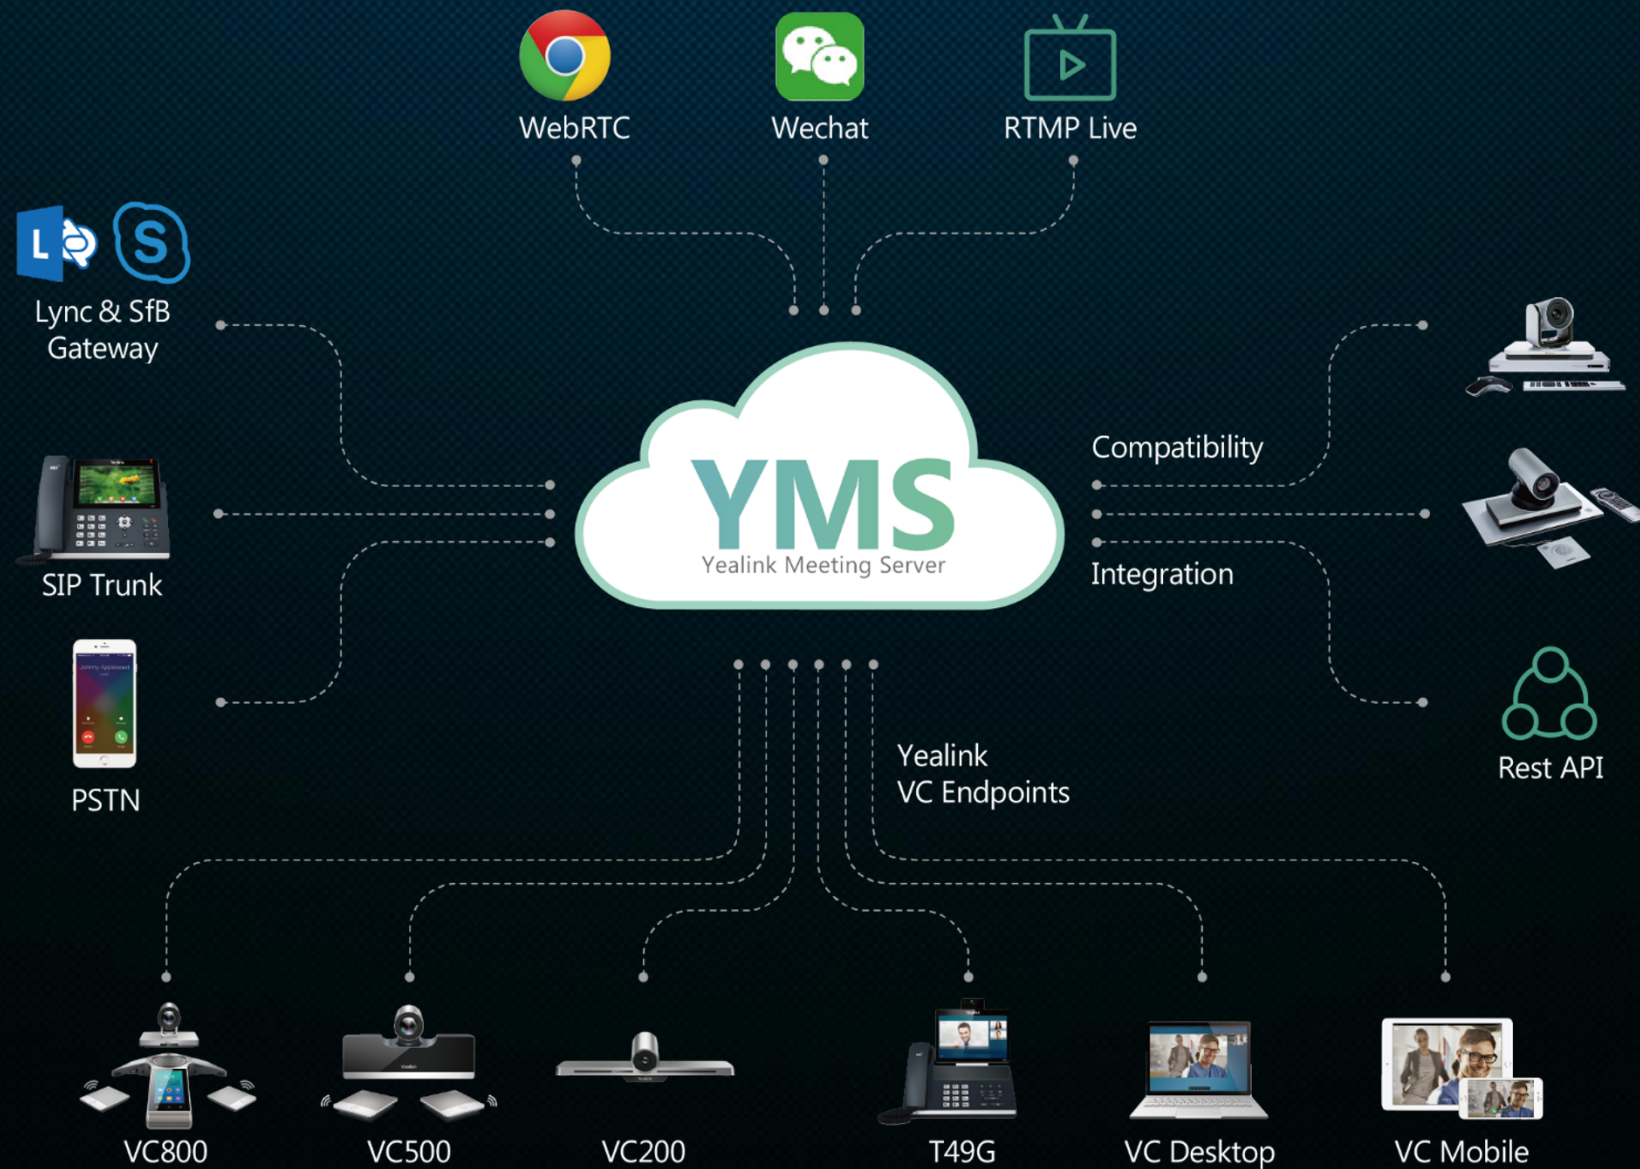 WebRTC
Wechat
RTMP Live
Lync & SfB
Gateway
SIP Trunk
PSTN
YMS
Yealink Meeting Server
Compatibility
Integration
Rest API
Yealink
VC Endpoints
VC800
VC500
VC200
T49G
VC Desktop
VC Mobile